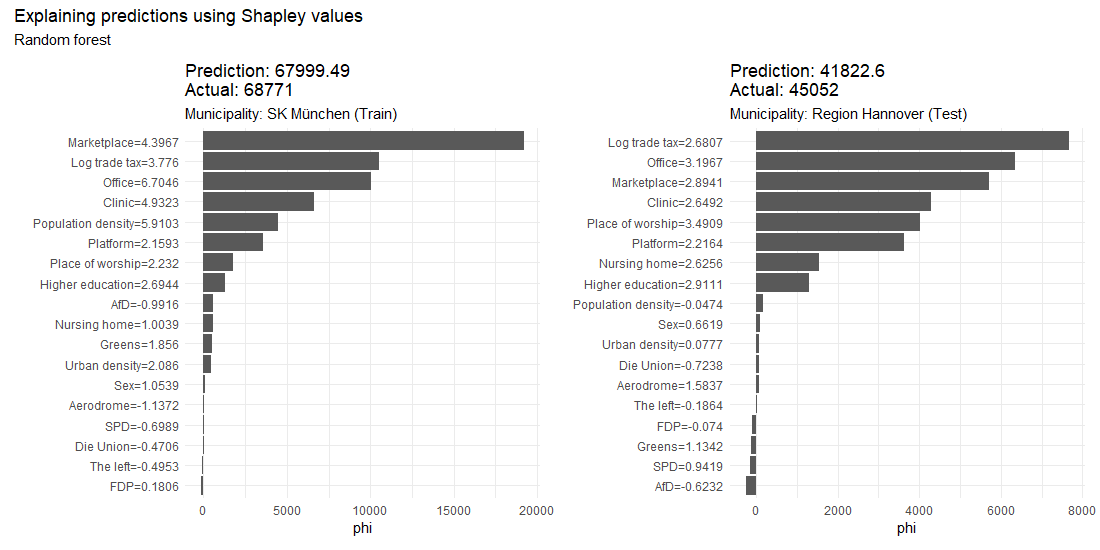 Explaining predictions using Shapley values
Random forest
Prediction: 67999.49
Actual: 68771
Municipality: SK München (Train)
Marketplace=4.3967
Log trade tax=3.776
Office=6.7046
Clinic=4.9323
Population density=5.9103
Platform=2.1593
Place of worship=2.232
Higher education=2.6944
AfD=-0.9916
Nursing home=1.0039
Greens=1.856
Urban density=2.086
Sex=1.0539
Aerodrome=-1.1372
SPD=-0.6989
Die Union=-0.4706
The left=-0.4953
FDP=0.1806
0 5000 10000 15000 20000
phi
Prediction: 41822.6
Actual: 45052
Municipality: Region Hannover (Test)
Log trade tax=2.6807
Office=3.1967
Marketplace=2.8941
Clinic=2.6492
Place of worship=3.4909
Platform=2.2164
Nursing home=2.6256
Higher education=2.9111
Population density=-0.0474
Sex=0.6619
Urban density=0.0777
Die Union=-0.7238
Aerodrome=1.5837
The left=-0.1864
FDP=-0.074
Greens=1.1342
SPD=0.9419
AfD=-0.6232
0 2000 4000 6000 8000
phi